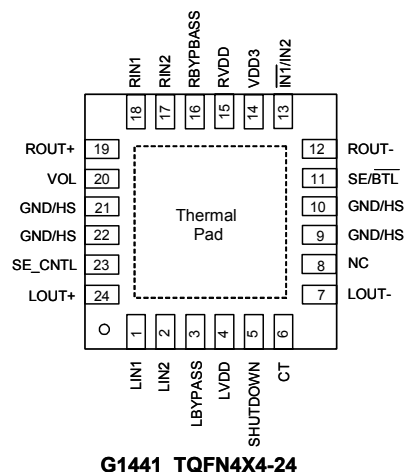 RIN1
RIN2
RBYPBASS
RVDD
VDD3
IN1/IN2
18
17
16
15
14
13
ROUT+ 19
12 ROUT-
VOL 20
11 SE/BTL
GND/HS 21
10 GND/HS
GND/HS 22
9 GND/HS
SE_CNTL 23
8 NC
LOUT+ 24
7 LOUT-
Thermal
Pad
1
2
3
4
5
6
LIN1
LIN2
LBYPASS
LVDD
SHUTDOWN
CT
G1441 TQFN4X4-24